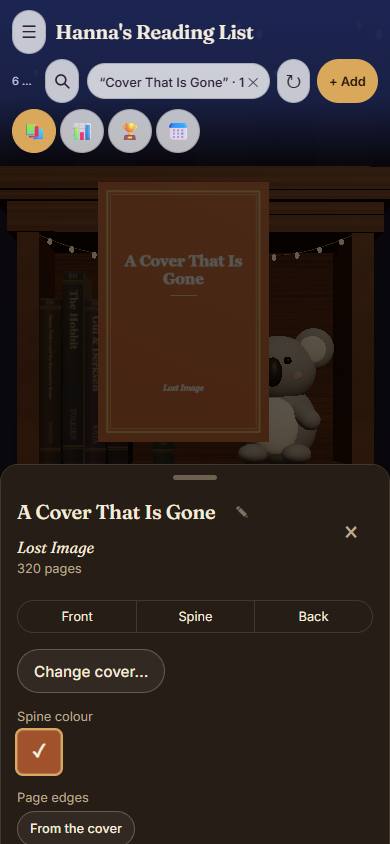 ☰ Hanna's Reading List
6 ...
“Cover That Is Gone” · 1 ×
↻
+ Add
A Cover That Is
Gone
Lost Image
The Hobbit
A Cover That Is Gone
×
Lost Image
320 pages
Front Spine Back
Change cover...
Spine colour
✓
Page edges
From the cover